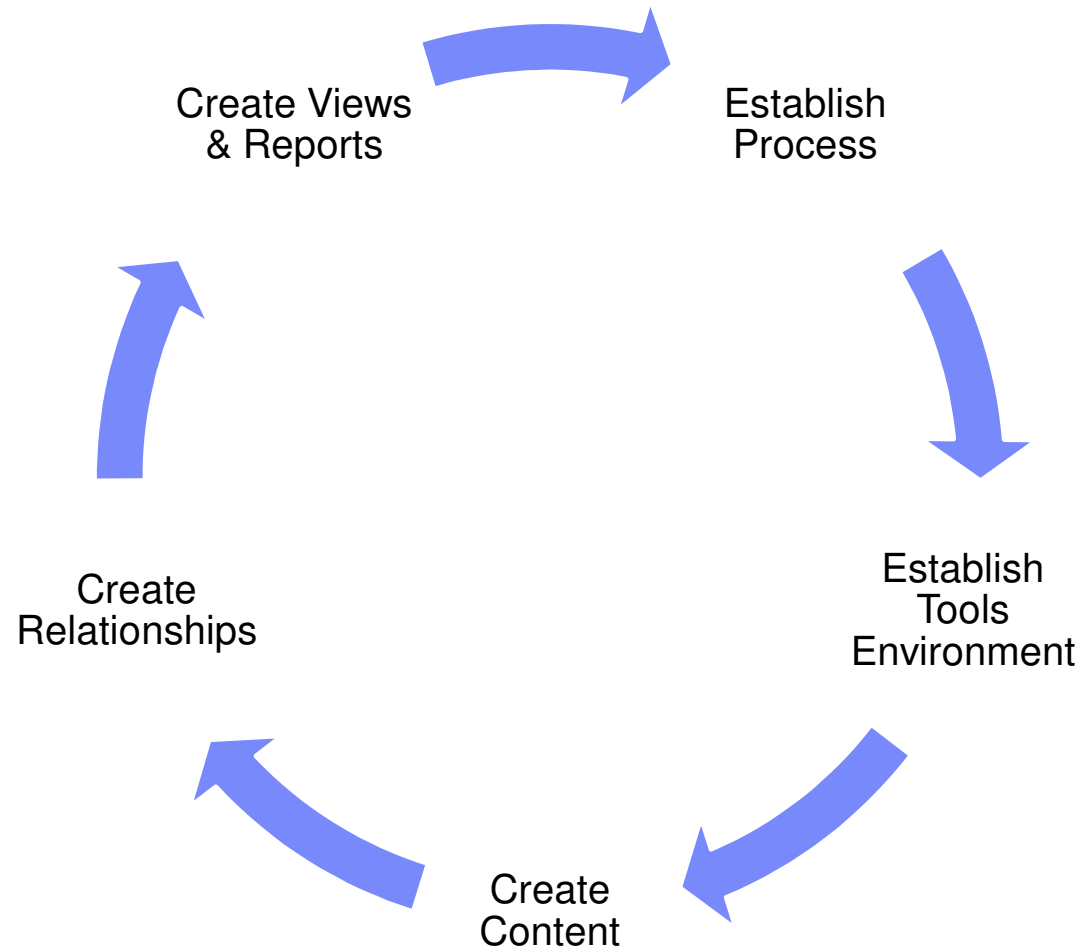 Create Views
& Reports
Establish
Process
Establish
Tools
Environment
Create
Content
Create
Relationships